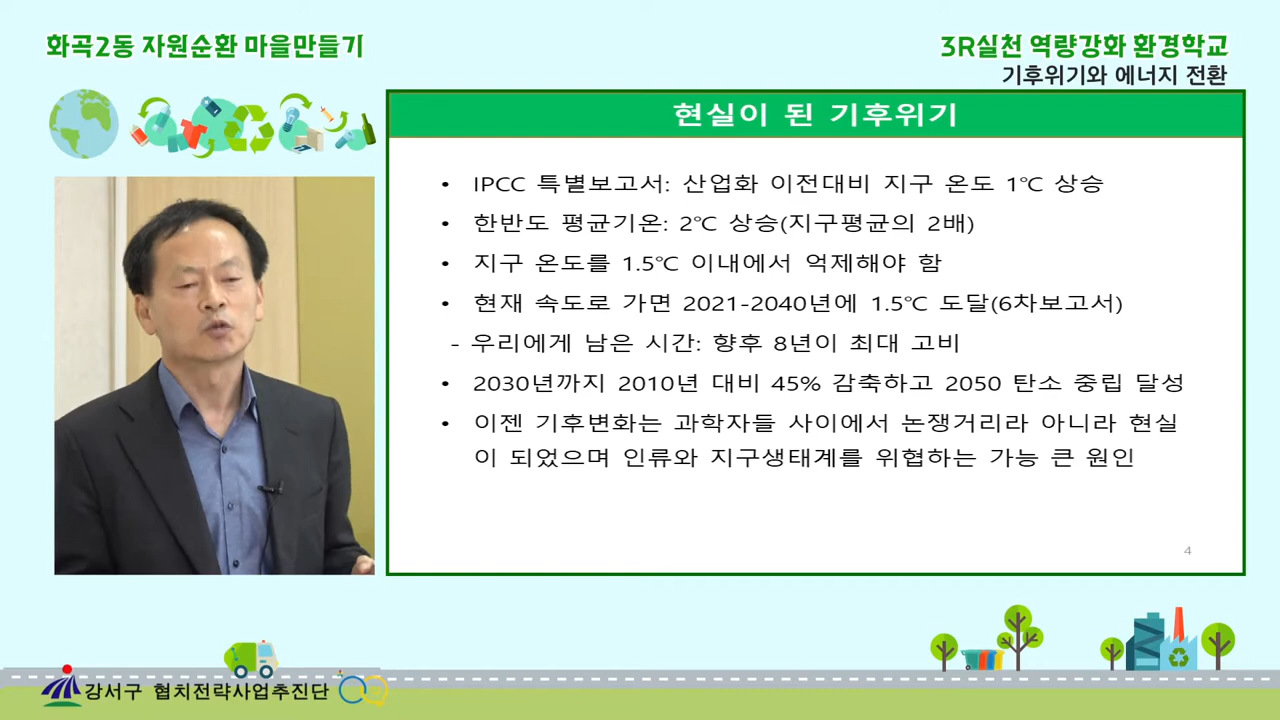 화곡2동 자원순환 마을만들기
3R실천 역량강화 환경학교
기후위기와 에너지 전환
현실이 된 기후위기
• IPCC 특별보고서: 산업화 이전대비 지구 온도 1℃ 상승
• 한반도 평균기온: 2℃ 상승(지구평균의 2배)
• 지구 온도를 1.5℃ 이내에서 억제해야 함
• 현재 속도로 가면 2021-2040년에 1.5℃ 도달(6차보고서)
- 우리에게 남은 시간: 향후 8년이 최대 고비
• 2030년까지 2010년 대비 45% 감축하고 2050 탄소 중립 달성
• 이젠 기후변화는 과학자들 사이에서 논쟁거리라 아니라 현실
이 되었으며 인류와 지구생태계를 위협하는 가능 큰 원인
4
강서구 협치전략사업추진단